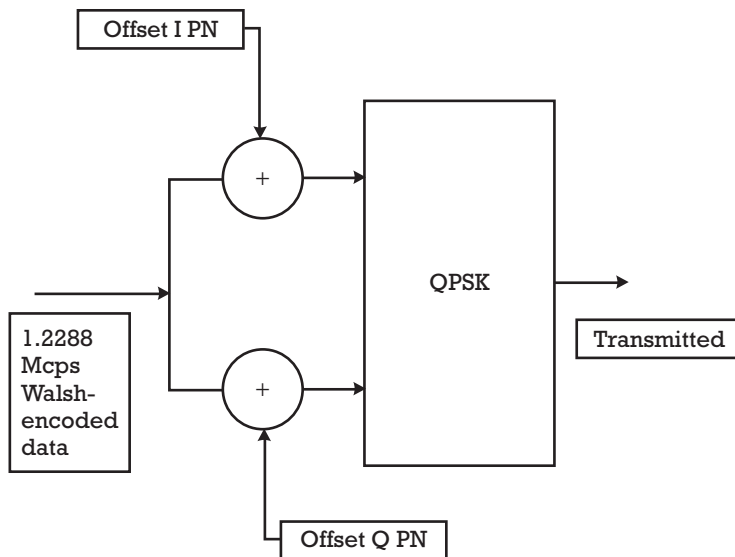 Offset I PN
+
QPSK
1.2288
Mcps
Walsh-
encoded
data
Transmitted
+
Offset Q PN